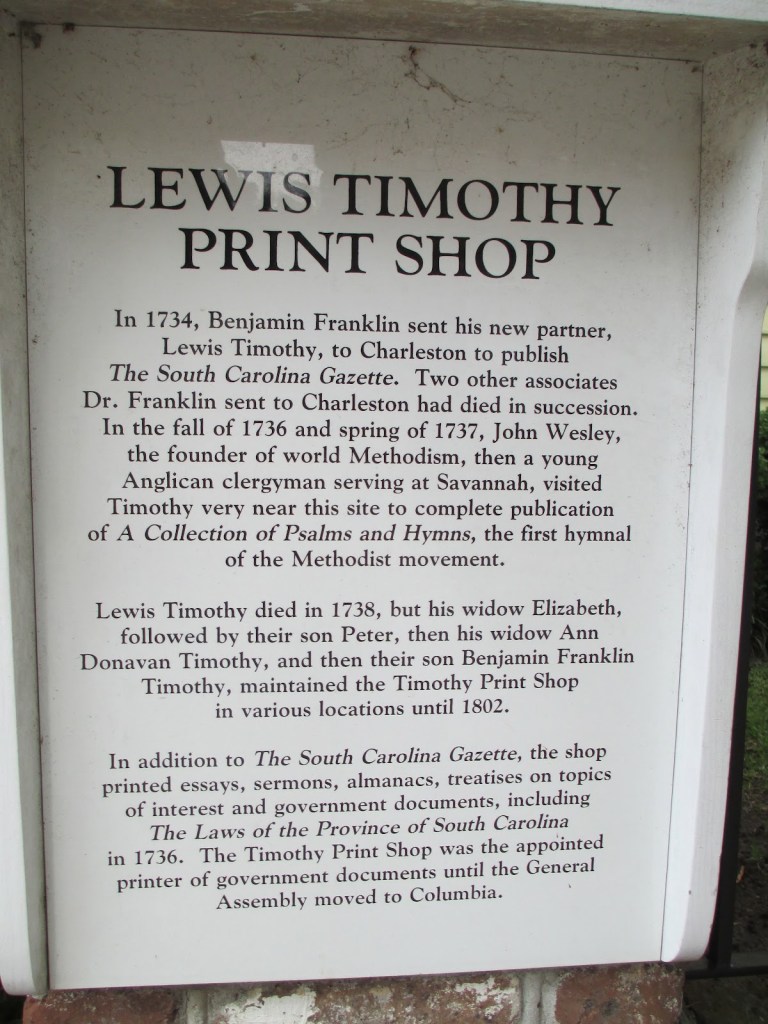 LEWIS TIMOTHY
PRINT SHOP
In 1734, Benjamin Franklin sent his new partner,
Lewis Timothy, to Charleston to publish
The South Carolina Gazette. Two other associates
Dr. Franklin sent to Charleston had died in succession.
In the fall of 1736 and spring of 1737, John Wesley,
the founder of world Methodism, then a young
Anglican clergyman serving at Savannah, visited
Timothy very near this site to complete publication
of A Collection of Psalms and Hymns, the first hymnal
of the Methodist movement.
Lewis Timothy died in 1738, but his widow Elizabeth,
followed by their son Peter, then his widow Ann
Donavan Timothy, and then their son Benjamin Franklin
Timothy, maintained the Timothy Print Shop
in various locations until 1802.
In addition to The South Carolina Gazette, the shop
printed essays, sermons, almanacs, treatises on topics
of interest and government documents, including
The Laws of the Province of South Carolina
in 1736. The Timothy Print Shop was the appointed
printer of government documents until the General
Assembly moved to Columbia.